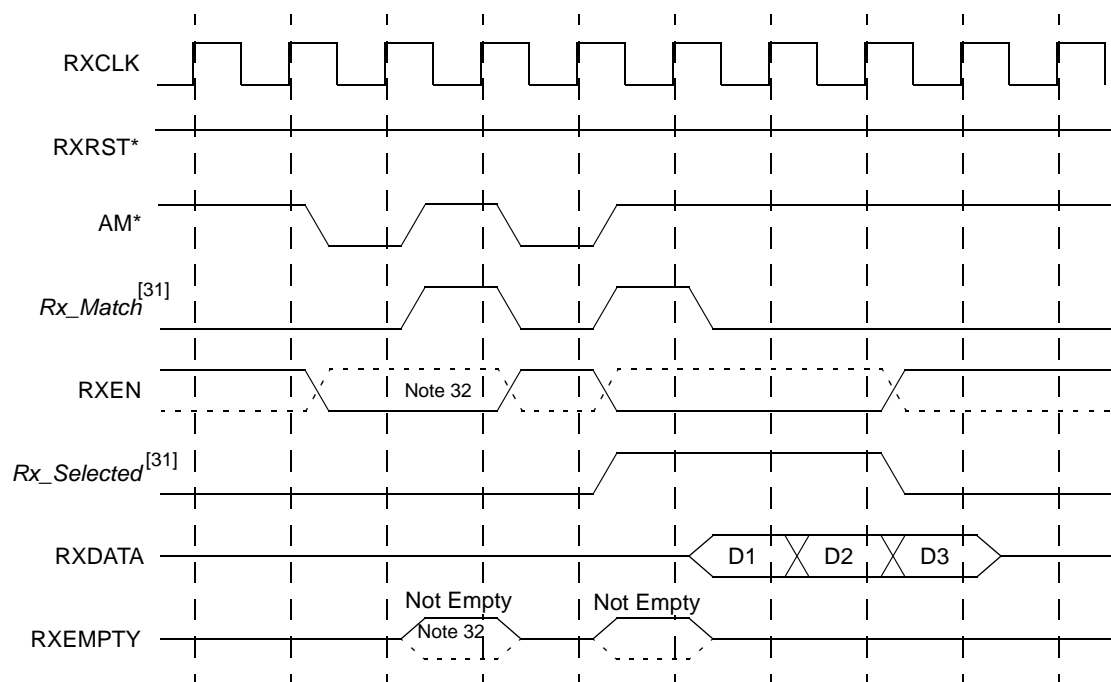 RXCLK
RXRST*
AM*
Rx_Match[31]
RXEN
Note 32
Rx_Selected[31]
RXDATA
D1
D2
D3
Not Empty
Not Empty
RXEMPTY
Note 32